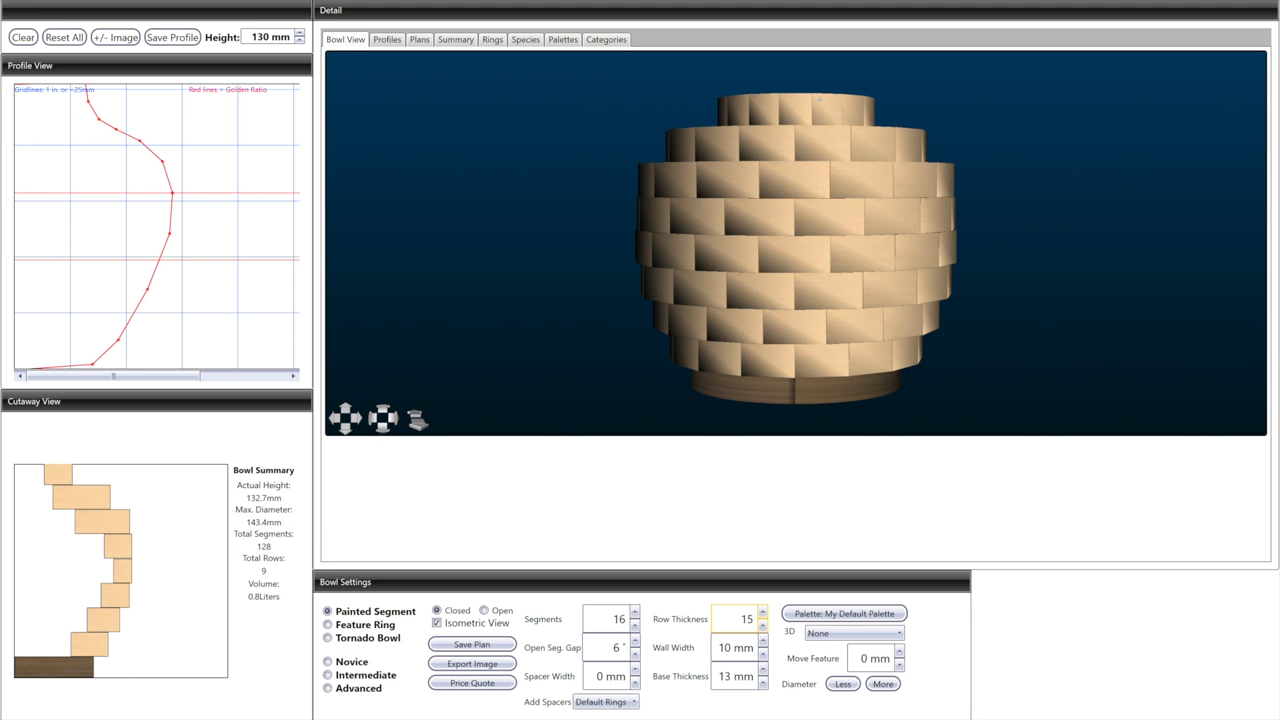 Detail
Clear
Reset All
+/- Image
Save Profile
Height:
130 mm
Bowl View
Profiles
Plans
Summary
Rings
Species
Palettes
Categories
Profile View
Gridlines: 1 in. or ~25mm
Red lines = Golden Ratio
Cutaway View
Bowl Summary
Actual Height:
132.7mm
Max. Diameter:
143.4mm
Total Segments:
128
Total Rows:
9
Volume:
0.8Liters
Bowl Settings
Painted Segment
Feature Ring
Tornado Bowl
Novice
Intermediate
Advanced
Closed
Open
Isometric View
Save Plan
Export Image
Price Quote
Segments
16
Open Seg. Gap
6 °
Spacer Width
0 mm
Add Spacers
Default Rings
Row Thickness
15
Wall Width
10 mm
Base Thickness
13 mm
Palette: My Default Palette
3D
None
Move Feature
0 mm
Diameter
Less
More